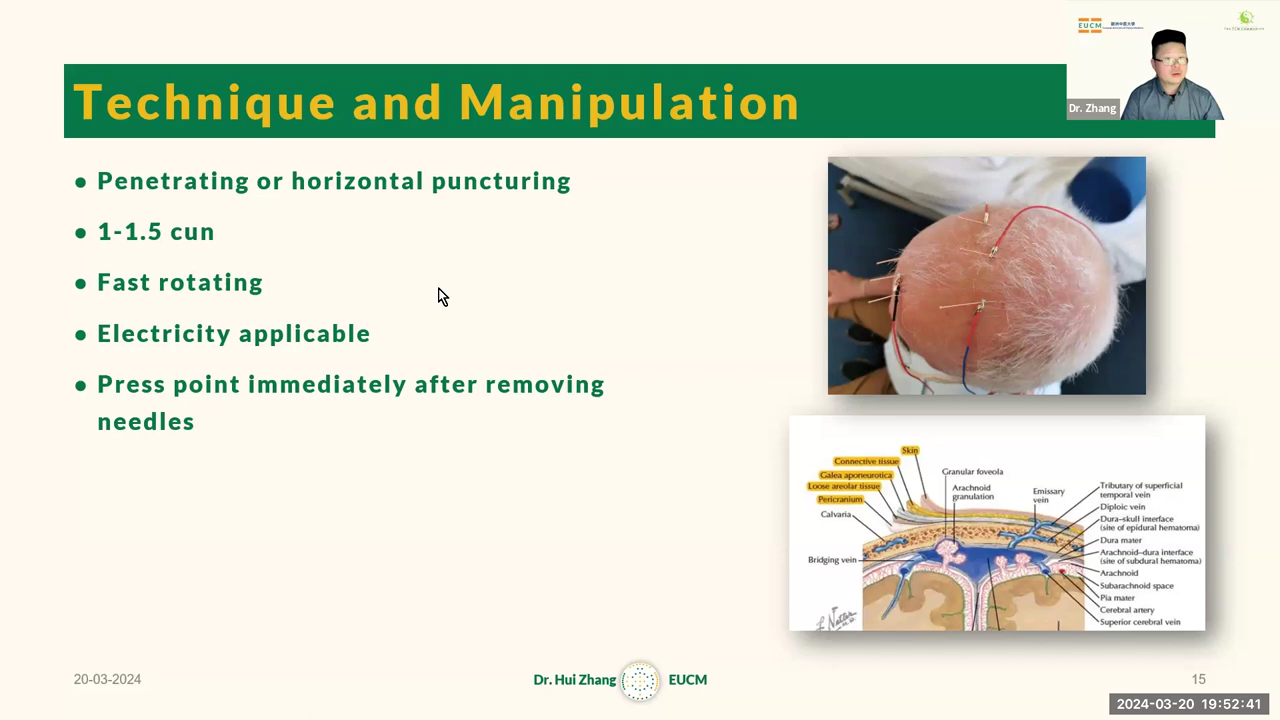 EUCM
Technique and Manipulation
Dr. Zhang
• Penetrating or horizontal puncturing
• 1-1.5 cun
• Fast rotating
• Electricity applicable
• Press point immediately after removing
needles
Skin
Connective tissue
Galea aponeurotica
Loose areolar tissue
Pericranium
Calvaria
Bridging vein
Granular foveola
Arachnoid
granulation
Emissary
vein
Tributary of superficial
temporal vein
Diploic vein
Dura–skull interface
(site of epidural hematoma)
Dura mater
Arachnoid–dura interface
(site of subdural hematoma)
Arachnoid
Subarachnoid space
Pia mater
Cerebral artery
Superior cerebral vein
20-03-2024
Dr. Hui Zhang
EUCM
15
2024-03-20 19:52:41